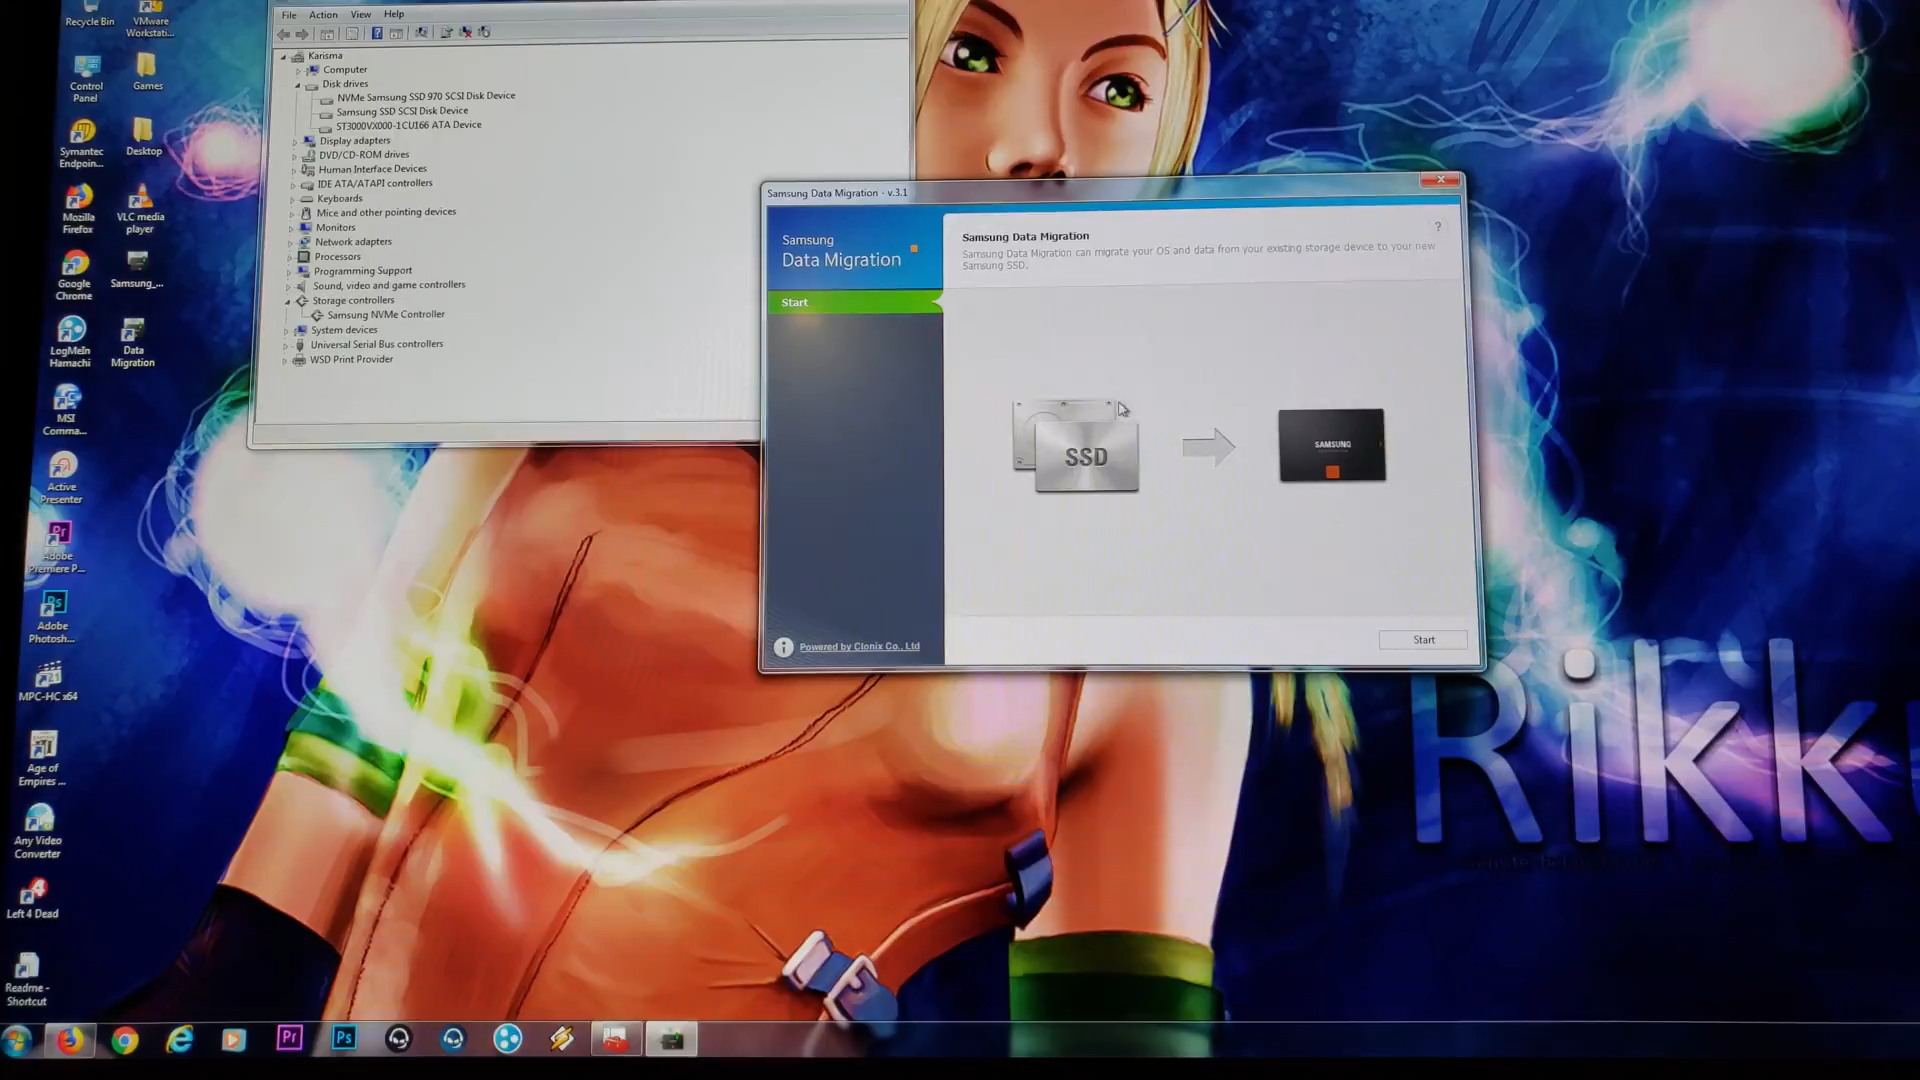 Recycle Bin
VMware
Workstati...
Control
Panel
Games
Symantec
Endpoin...
Desktop
Mozilla
Firefox
VLC media
player
Google
Chrome
Samsung_...
LogMeIn
Hamachi
Data
Migration
MSI
Comma...
Active
Presenter
Pr
Adobe
Premiere P...
Ps
Adobe
Photosh...
MPC-HC x64
Age of
Empires ...
Any Video
Converter
Left 4 Dead
Readme -
Shortcut
File Action View Help
Karisma
Computer
Disk drives
NVMe Samsung SSD 970 SCSI Disk Device
Samsung SSD SCSI Disk Device
ST3000VX000-1CU166 ATA Device
Display adapters
DVD/CD-ROM drives
Human Interface Devices
IDE ATA/ATAPI controllers
Keyboards
Mice and other pointing devices
Monitors
Network adapters
Processors
Programming Support
Sound, video and game controllers
Storage controllers
Samsung NVMe Controller
System devices
Universal Serial Bus controllers
WSD Print Provider
Samsung Data Migration - v.3.1
Samsung
Data Migration
Start
Samsung Data Migration
?
Samsung Data Migration can migrate your OS and data from your existing storage device to your new
Samsung SSD.
SSD
SAMSUNG
Powered by Clonix Co., Ltd
Start
Rikk
Pr
Ps